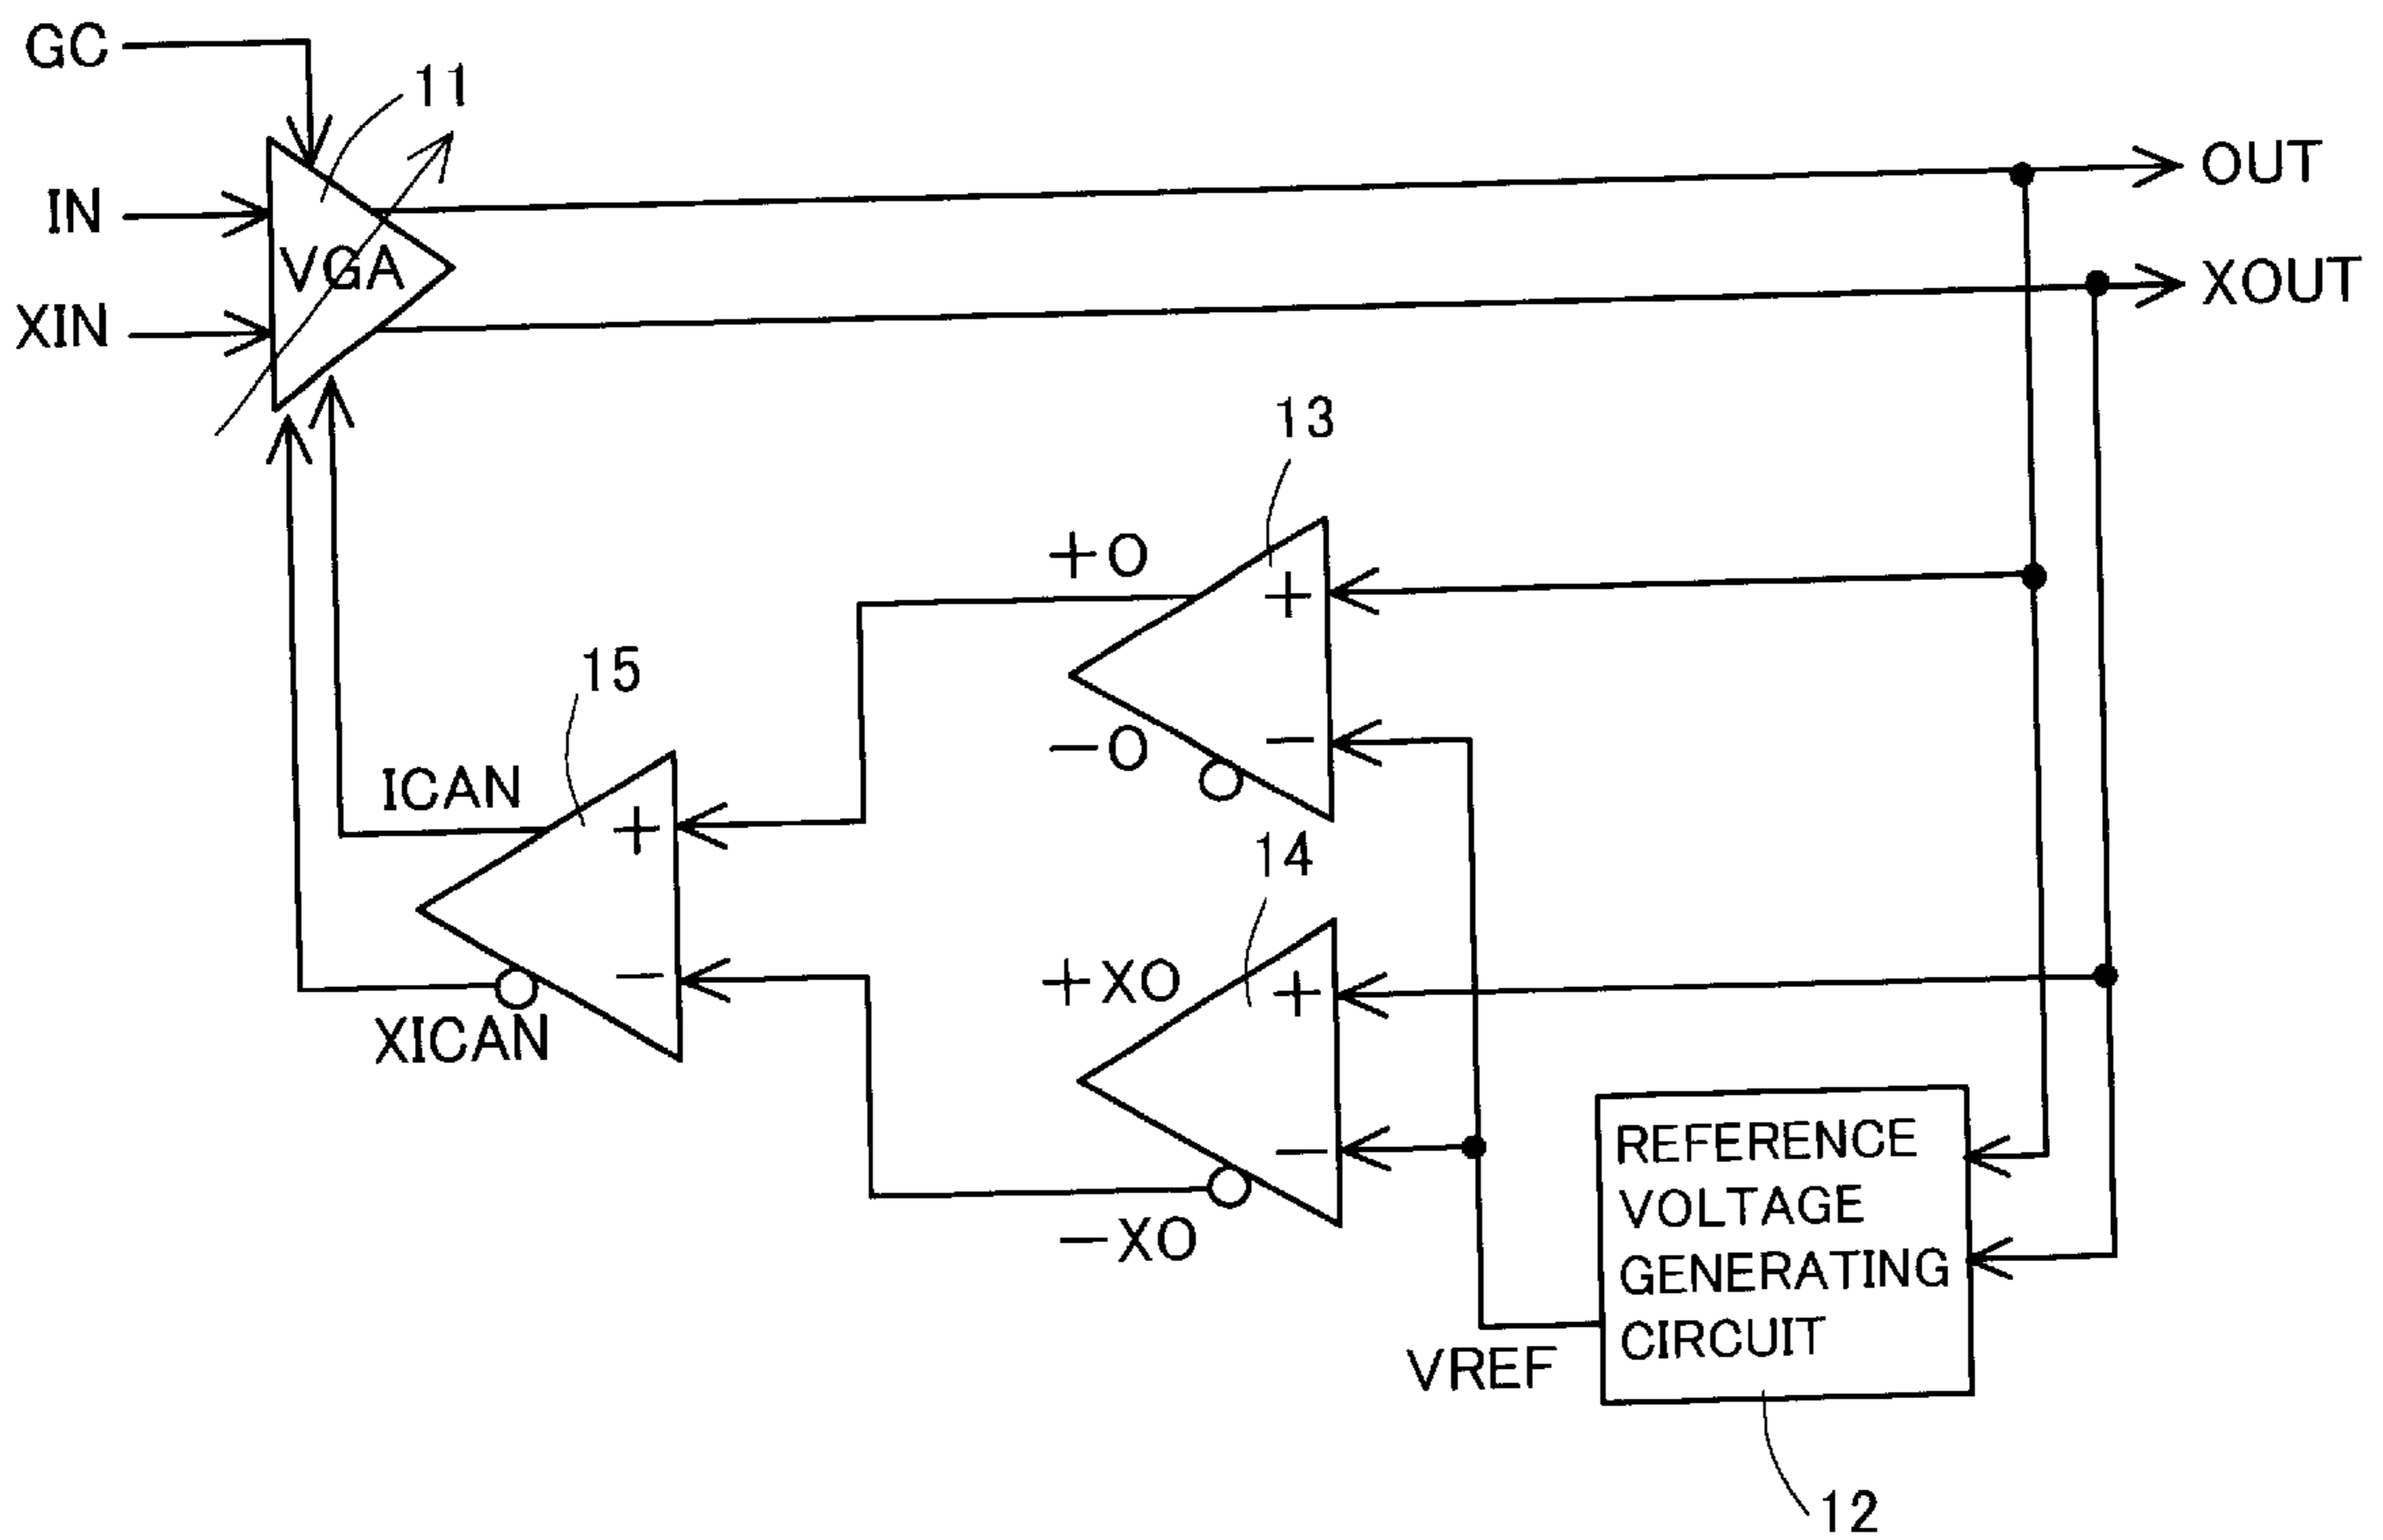 GC
11
OUT
IN
VGA
XOUT
XIN
13
+O
+
15
−O
−
ICAN
+
14
+XO
+
−
XICAN
−
REFERENCE
VOLTAGE
GENERATING
CIRCUIT
−XO
VREF
12